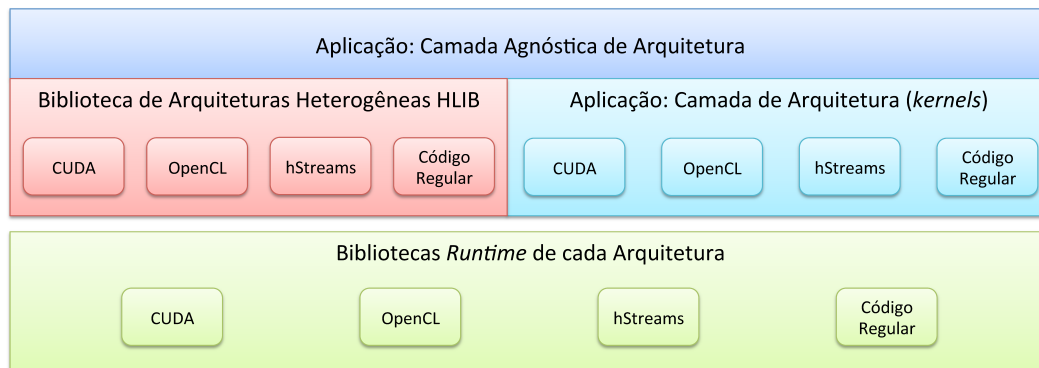 Aplicação: Camada Agnóstica de Arquitetura
Biblioteca de Arquiteturas Heterogêneas HLIB
CUDA
OpenCL
hStreams
Código
Regular
Aplicação: Camada de Arquitetura (kernels)
CUDA
OpenCL
hStreams
Código
Regular
Bibliotecas Runtime de cada Arquitetura
CUDA
OpenCL
hStreams
Código
Regular